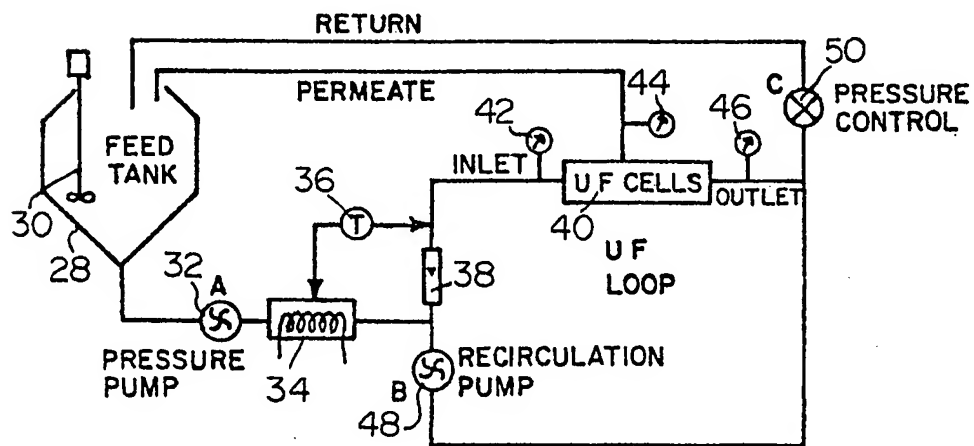 RETURN
PERMEATE
50
C
PRESSURE
CONTROL
44
42
46
FEED
TANK
INLET
U F CELLS
OUTLET
40
36
T
30
28
U F
LOOP
38
32
A
PRESSURE
PUMP
34
RECIRCULATION
PUMP
B
48